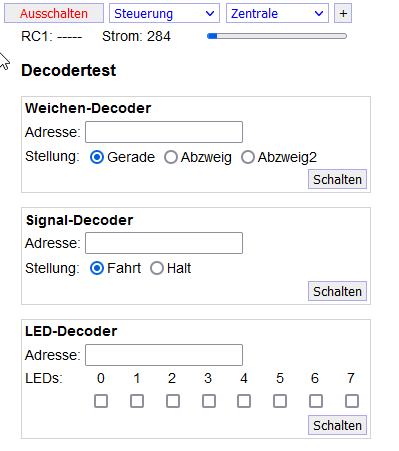 Ausschalten Steuerung Zentrale +
RC1: ----- Strom: 284
Decodertest
Weichen-Decoder
Adresse:
Stellung: Gerade Abzweig Abzweig2
Schalten
Signal-Decoder
Adresse:
Stellung: Fahrt Halt
Schalten
LED-Decoder
Adresse:
LEDs: 0 1 2 3 4 5 6 7
Schalten